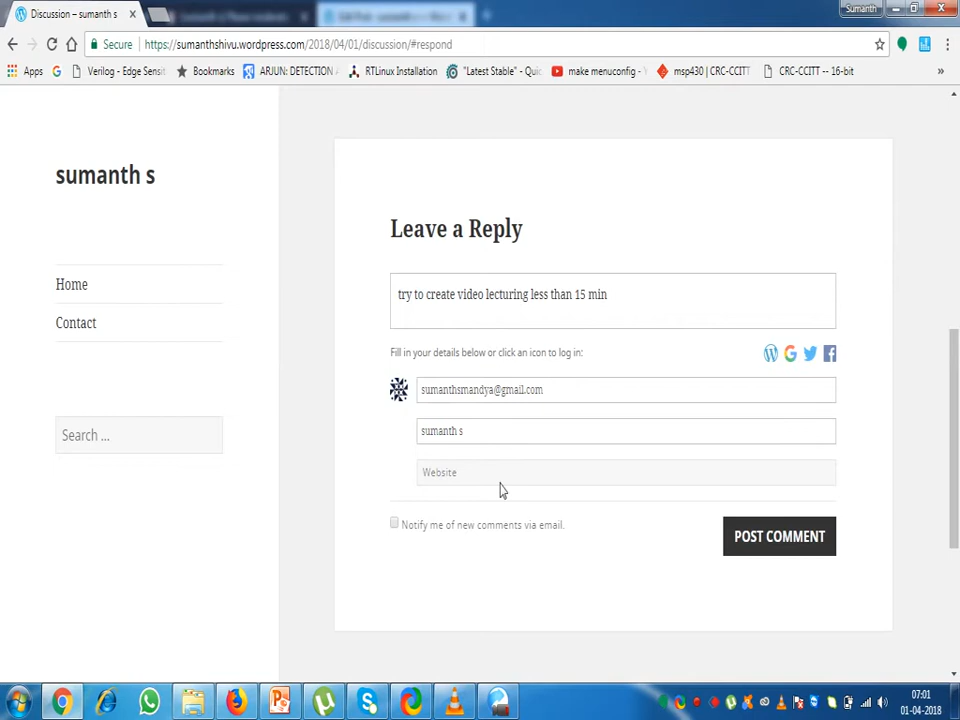 Discussion – sumanth s
Sumanth
Secure
https://sumanthshivu.wordpress.com/2018/04/01/discussion/#respond
Apps
Verilog - Edge Sensit
Bookmarks
ARJUN: DETECTION
RTLinux Installation
"Latest Stable" - Quic
make menuconfig -
msp430 | CRC-CCITT
CRC-CCITT -- 16-bit
»
sumanth s
Home
Contact
Search ...
Leave a Reply
try to create video lecturing less than 15 min
Fill in your details below or click an icon to log in:
sumanthsmandya@gmail.com
sumanth s
Website
Notify me of new comments via email.
POST COMMENT
07:01
01-04-2018